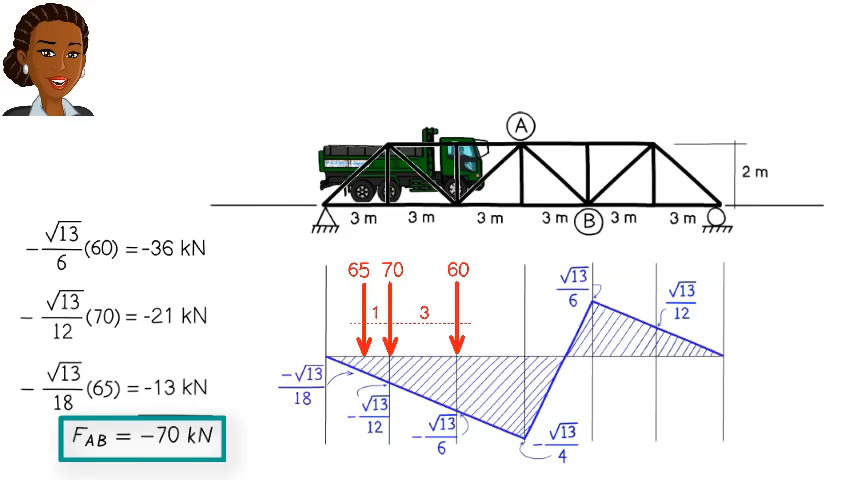 A
2 m
3 m 3 m 3 m 3 m B 3 m 3 m
-√13/6 (60) = -36 kN
-√13/12 (70) = -21 kN
-√13/18 (65) = -13 kN
F_AB = -70 kN
65 70 60
1 3
√13/6
√13/12
-√13/18
-√13/12
-√13/6
-√13/4